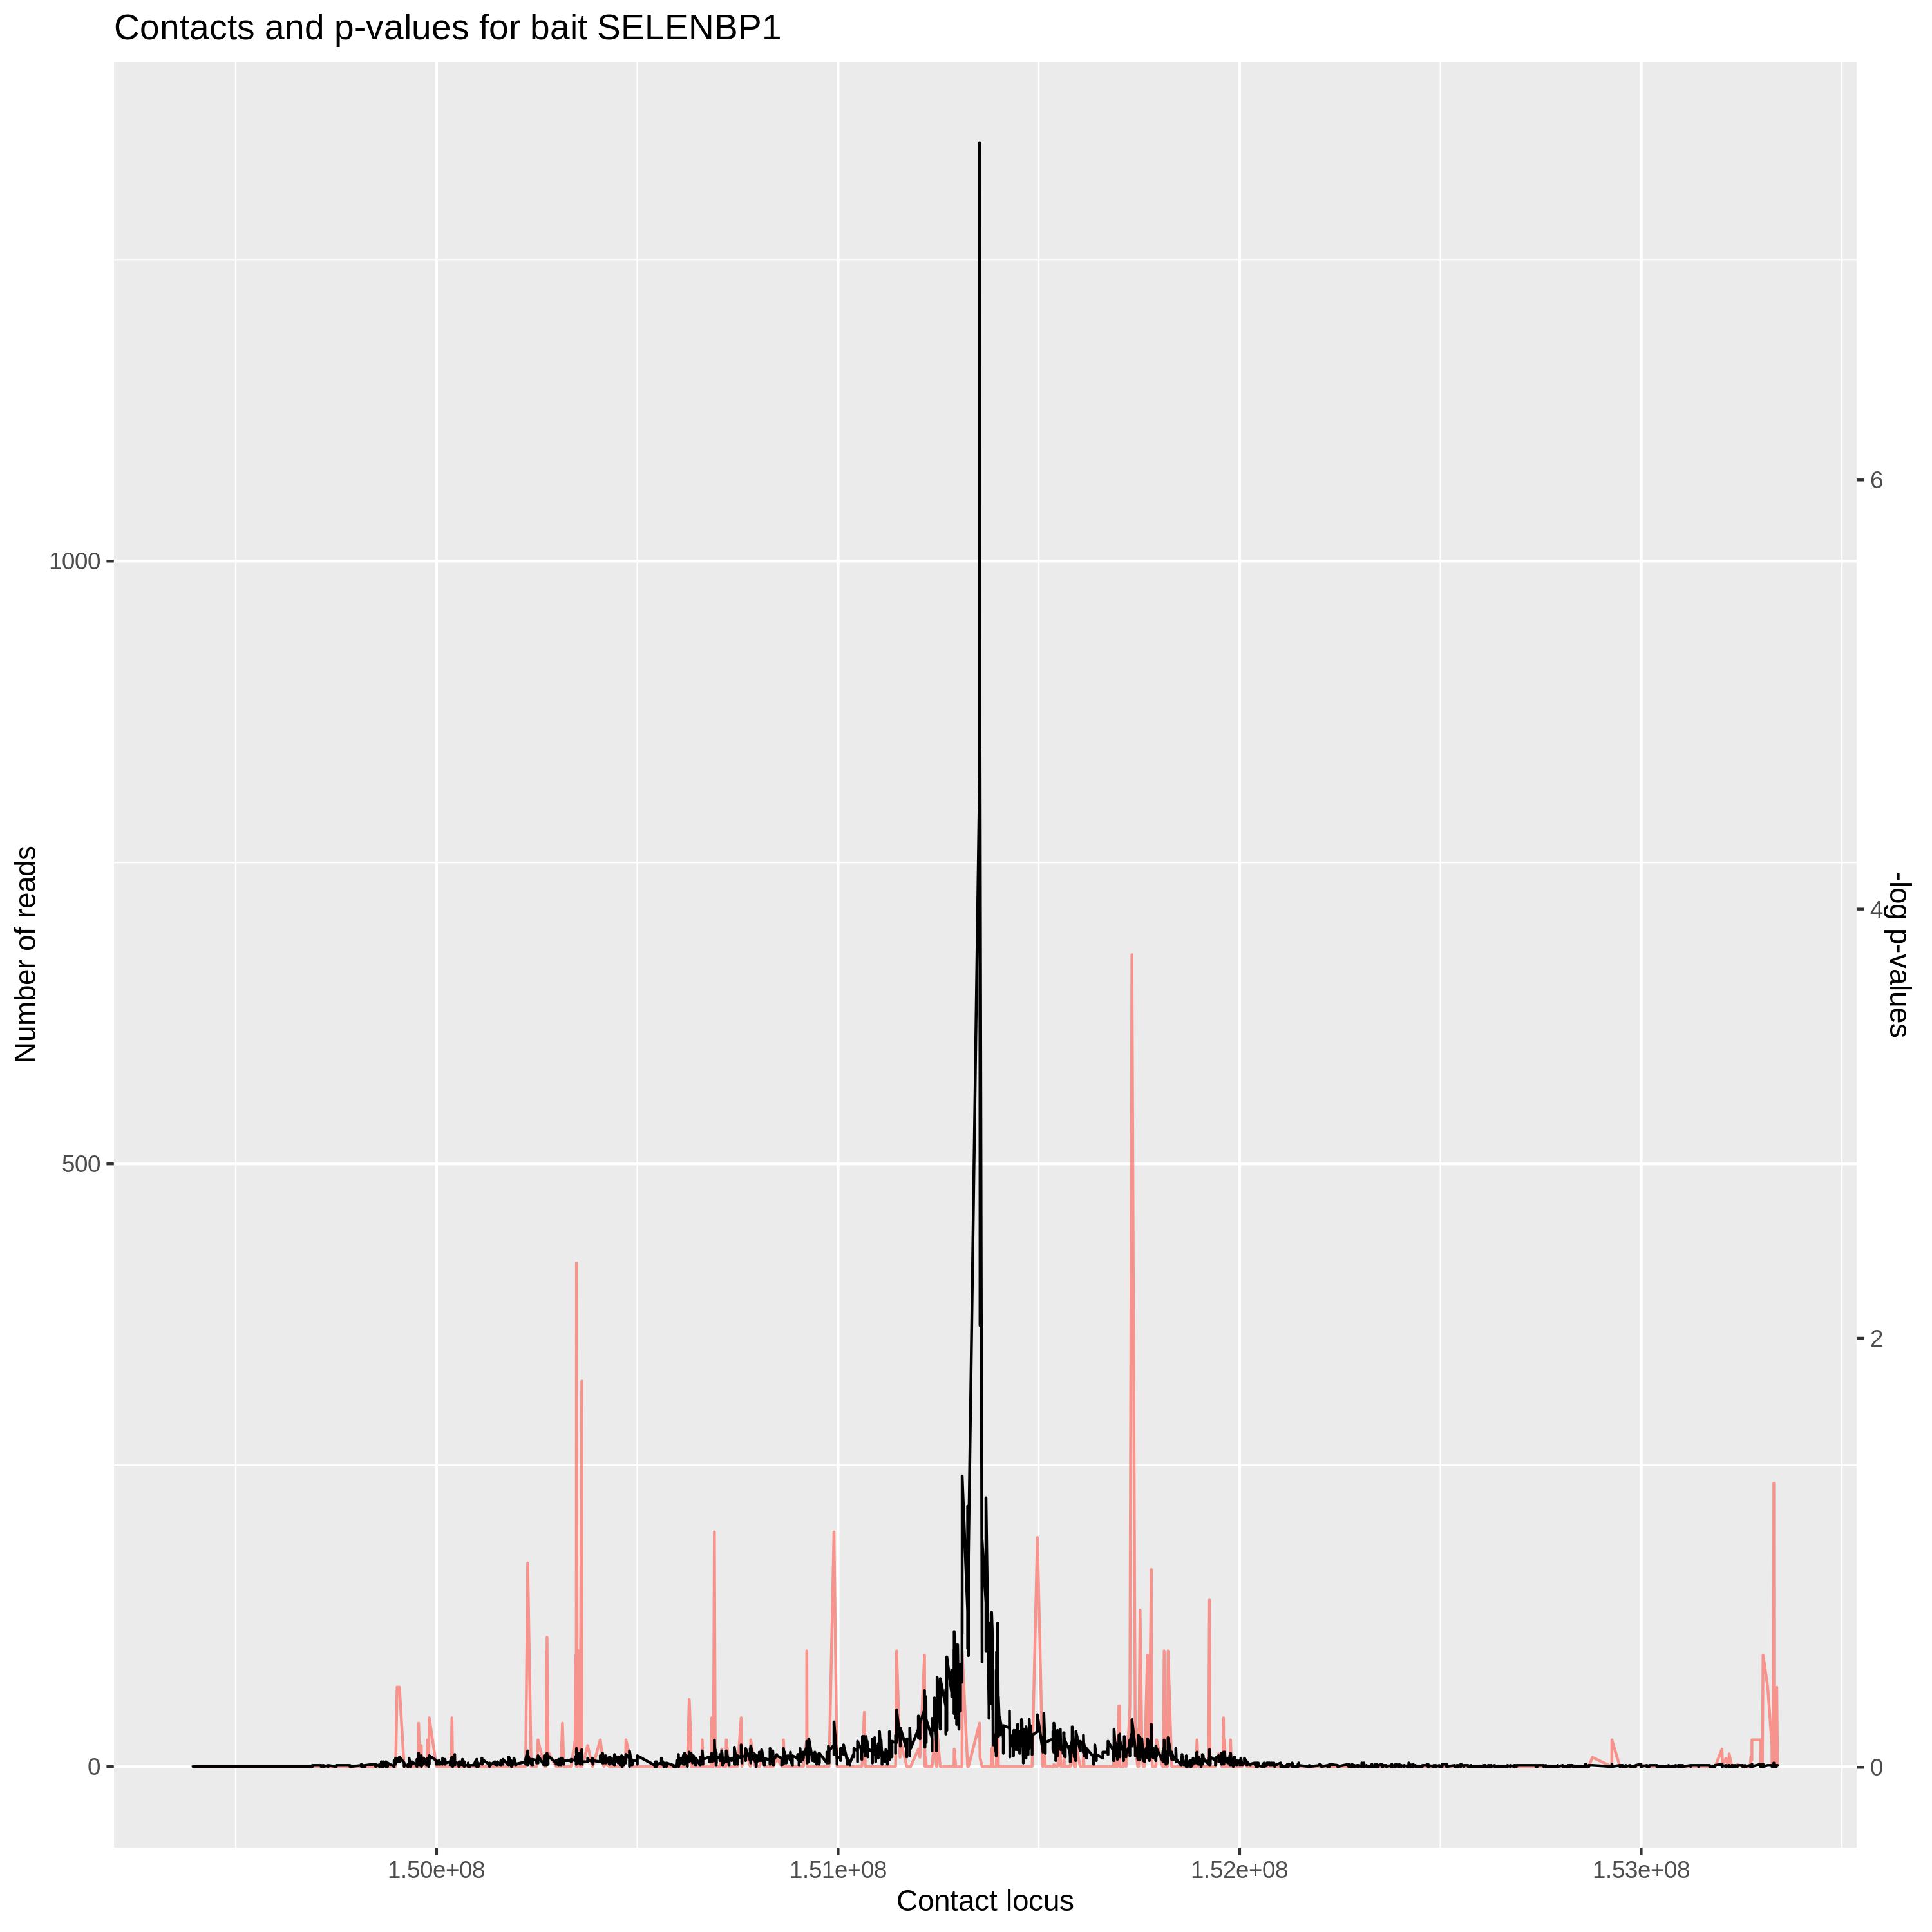 Contacts and p-values for bait SELENBP1
1000
500
0
Number of reads
6
4
2
0
-log p-values
1.50e+08
1.51e+08
1.52e+08
1.53e+08
Contact locus